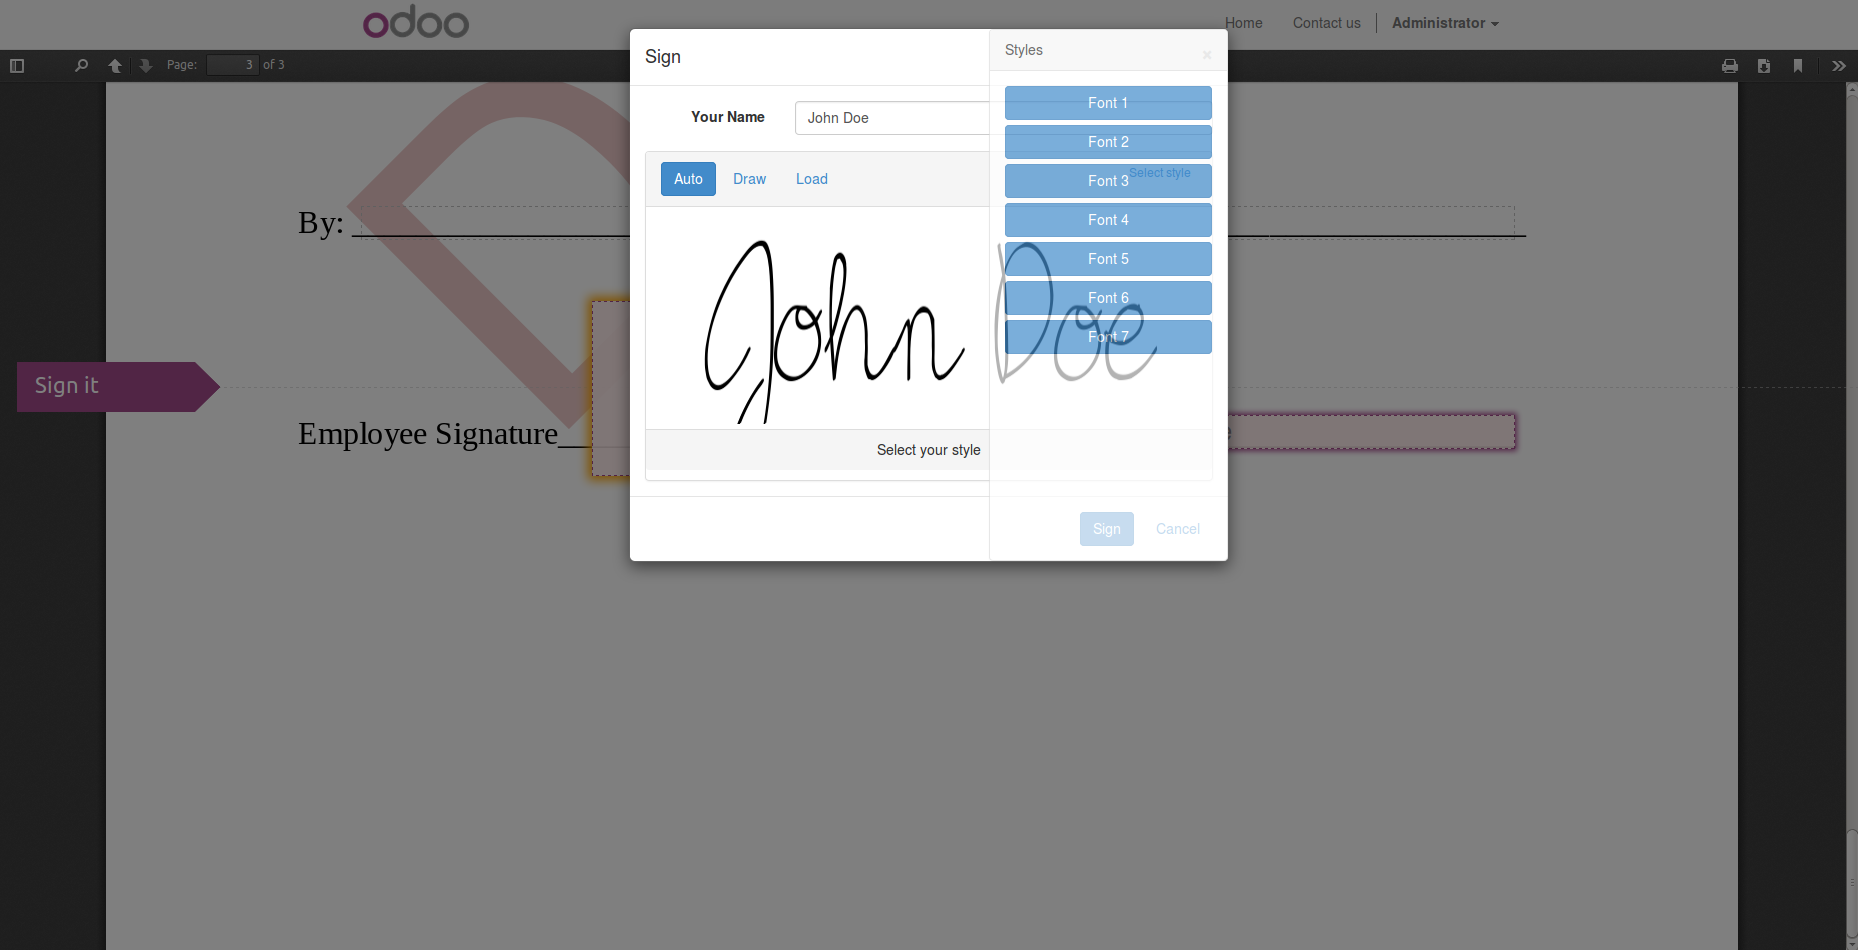 odoo
Home Contact us Administrator
Page: 3 of 3
Sign
Styles
×
Your Name John Doe
Font 1
Font 2
Auto Draw Load
Select style
Font 3
Font 4
By:
Font 5
John Doe
Font 6
Font 7
Sign it
Employee Signature
Select your style
Sign Cancel